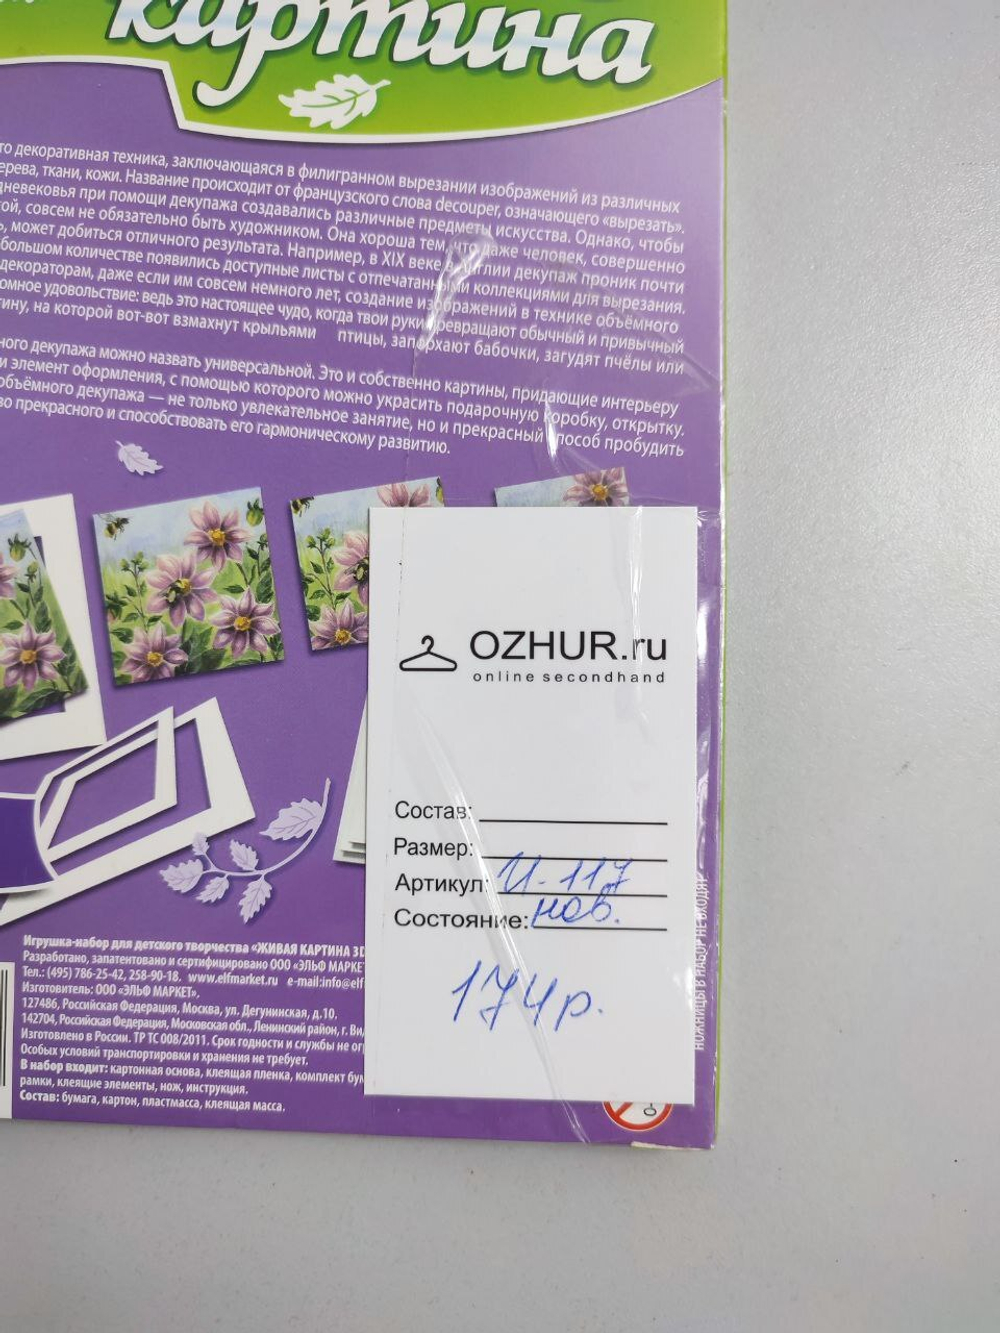 картина
то декоративная техника, заключающаяся в филигранном вырезании изображений из различных
ерева, ткани, кожи. Название происходит от французского слова decouper, означающего «вырезать».
дневековья при помощи декупажа создавались различные предметы искусства. Однако, чтобы
кой, совсем не обязательно быть художником. Она хороша тем, что даже человек, совершенно
ь, может добиться отличного результата. Например, в XIX веке в Англии декупаж проник почти
большом количестве появились доступные листы с отпечатанными коллекциями для вырезания.
декораторам, даже если им совсем немного лет, создание изображений в технике объёмного
омное удовольствие: ведь это настоящее чудо, когда твои руки превращают обычный и привычный
тину, на которой вот-вот взмахнут крыльями птицы, запорхают бабочки, загудят пчёлы или
ного декупажа можно назвать универсальной. Это и собственно картины, придающие интерьеру
и элемент оформления, с помощью которого можно украсить подарочную коробку, открытку.
объёмного декупажа — не только увлекательное занятие, но и прекрасный способ пробудить
во прекрасного и способствовать его гармоническому развитию.
OZHUR.ru
online secondhand
Состав:
Размер:
Артикул: И-117
Состояние: нов.
174р.
Игрушка-набор для детского творчества «ЖИВАЯ КАРТИНА 3D
Разработано, запатентовано и сертифицировано ООО «ЭЛЬФ МАРКЕТ
Тел.: (495) 786-25-42, 258-90-18. www.elfmarket.ru e-mail:info@elf
Изготовитель: ООО «ЭЛЬФ МАРКЕТ»,
127486, Российская Федерация, Москва, ул. Дегунинская, д.10.
142704, Российская Федерация, Московская обл., Ленинский район, г. Ви
Изготовлено в России. ТР ТС 008/2011. Срок годности и службы не огр
Особых условий транспортировки и хранения не требует.
В набор входит: картонная основа, клеящая пленка, комплект бум
рамки, клеящие элементы, нож, инструкция.
Состав: бумага, картон, пластмасса, клеящая масса.
НОЖНИЦЫ В НАБОР НЕ ВХОДЯТ